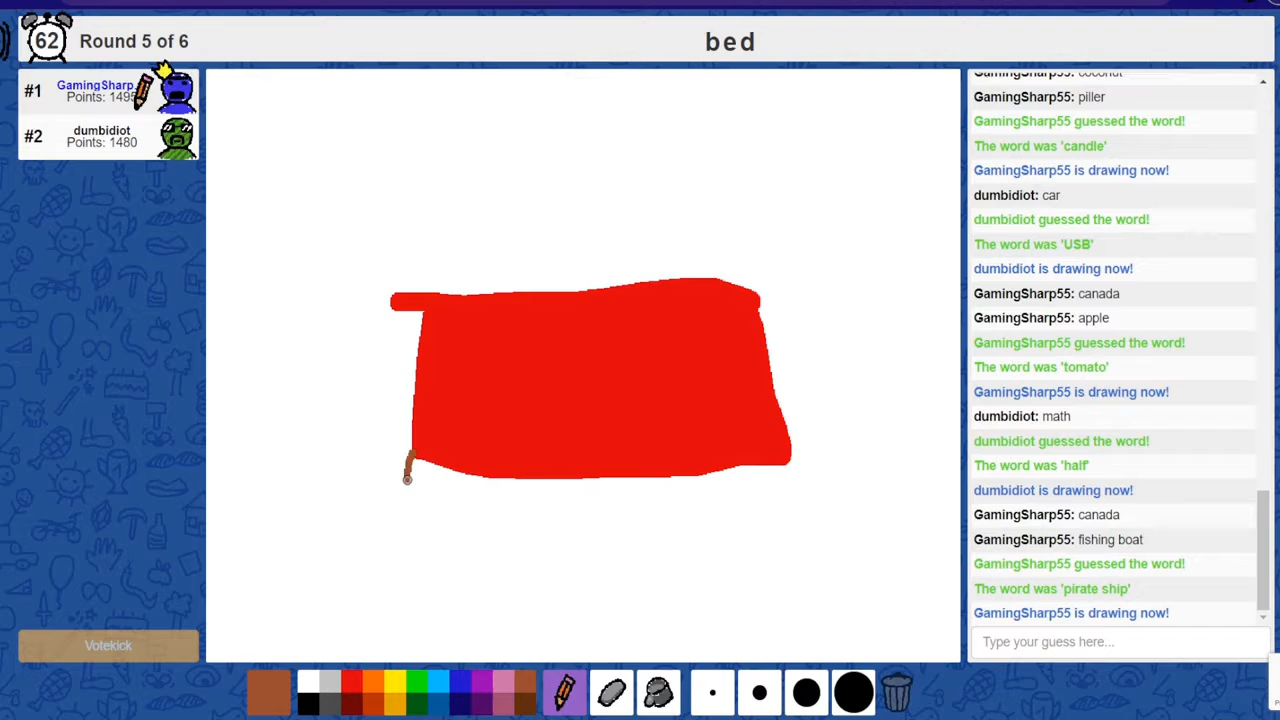 62
Round 5 of 6
bed
#1
GamingSharp
Points: 1495
#2
dumbidiot
Points: 1480
coconut
GamingSharp55: piller
GamingSharp55 guessed the word!
The word was 'candle'
GamingSharp55 is drawing now!
dumbidiot: car
dumbidiot guessed the word!
The word was 'USB'
dumbidiot is drawing now!
GamingSharp55: canada
GamingSharp55: apple
GamingSharp55 guessed the word!
The word was 'tomato'
GamingSharp55 is drawing now!
dumbidiot: math
dumbidiot guessed the word!
The word was 'half'
dumbidiot is drawing now!
GamingSharp55: canada
GamingSharp55: fishing boat
GamingSharp55 guessed the word!
The word was 'pirate ship'
GamingSharp55 is drawing now!
Type your guess here...
Votekick